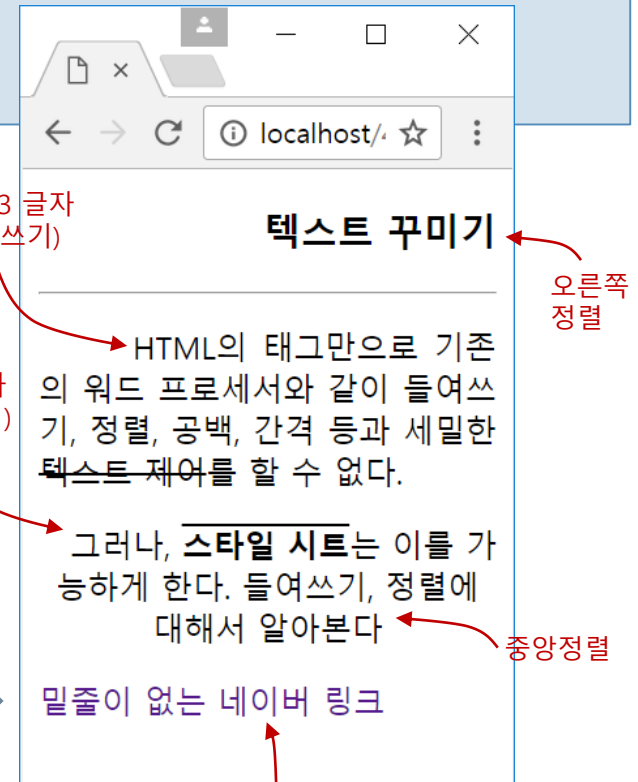 localhost/
텍스트 꾸미기
3 글자
쓰기)
오른쪽
정렬
HTML의 태그만으로 기존
의 워드 프로세서와 같이 들여쓰
기, 정렬, 공백, 간격 등과 세밀한
텍스트 제어를 할 수 없다.
)
그러나, 스타일 시트는 이를 가
능하게 한다. 들여쓰기, 정렬에
대해서 알아본다
중앙정렬
밑줄이 없는 네이버 링크